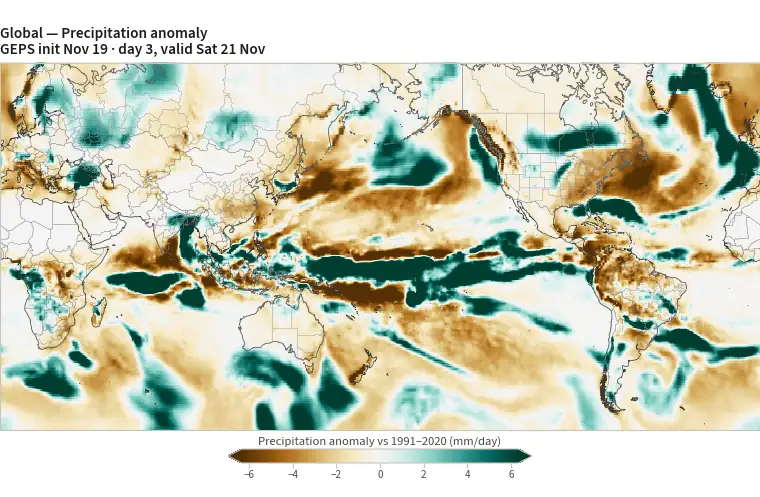 Global — Precipitation anomaly
GEPS init Nov 19 · day 3, valid Sat 21 Nov
Precipitation anomaly vs 1991–2020 (mm/day)
−6 −4 −2 0 2 4 6